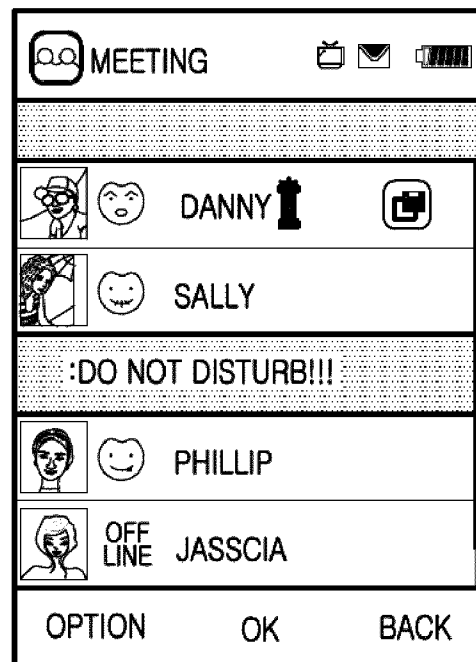 MEETING
DANNY
SALLY
:DO NOT DISTURB!!!
PHILLIP
OFF
LINE JASSCIA
OPTION OK BACK